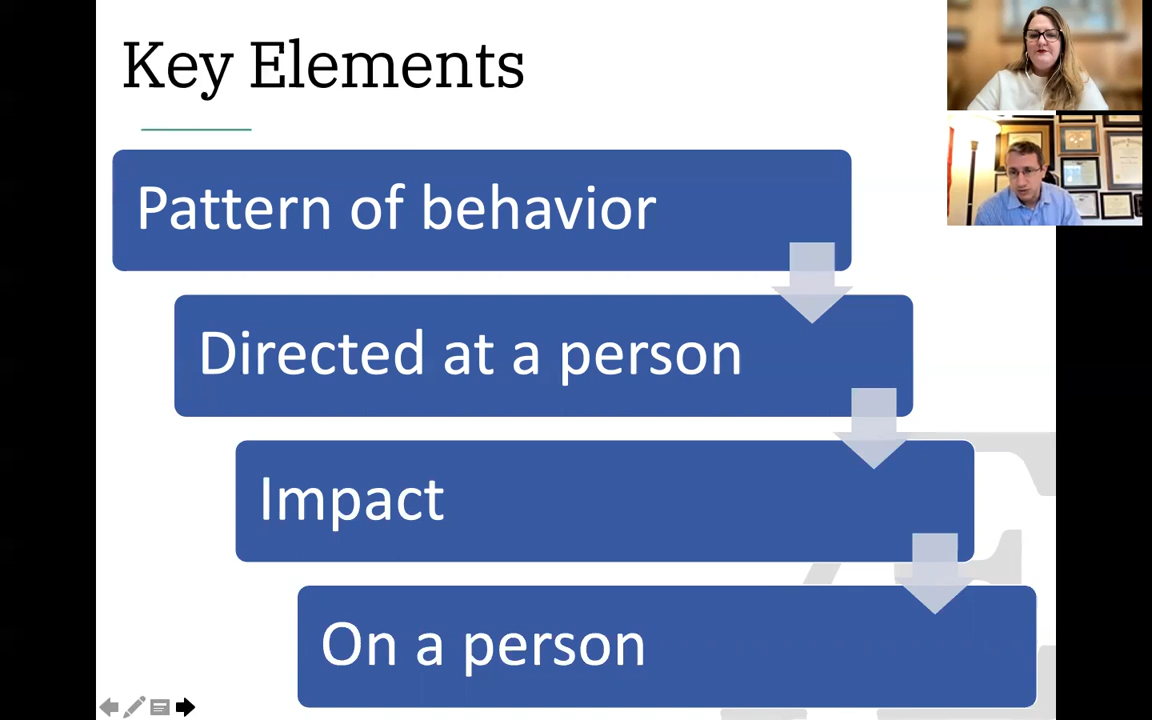 Key Elements
Pattern of behavior
Directed at a person
Impact
On a person